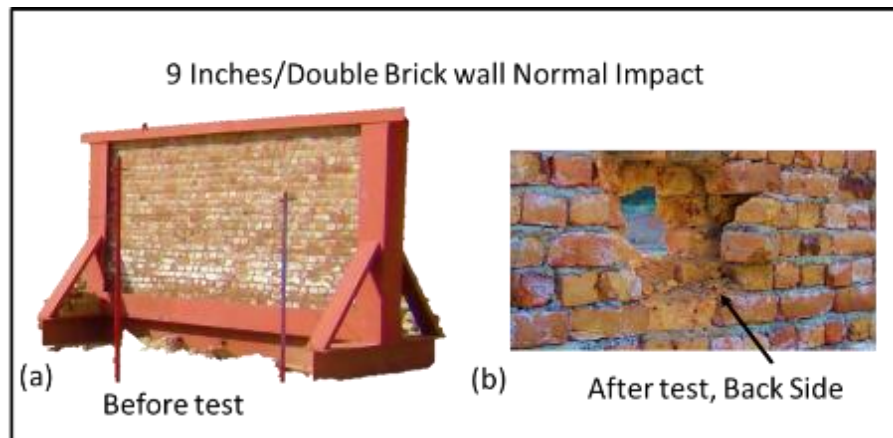 9 Inches/Double Brick wall Normal Impact
(a)
Before test
(b)
After test, Back Side